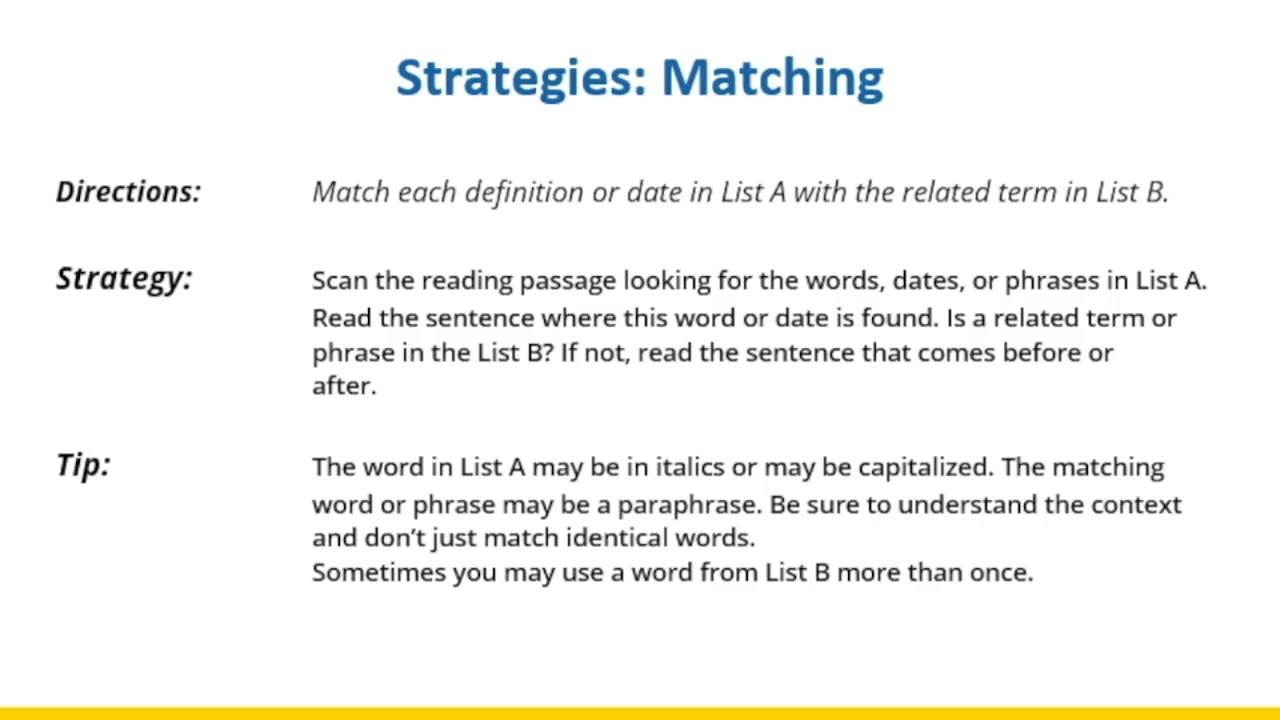 Strategies: Matching
Directions: Match each definition or date in List A with the related term in List B.
Strategy: Scan the reading passage looking for the words, dates, or phrases in List A.
Read the sentence where this word or date is found. Is a related term or
phrase in the List B? If not, read the sentence that comes before or
after.
Tip: The word in List A may be in italics or may be capitalized. The matching
word or phrase may be a paraphrase. Be sure to understand the context
and don’t just match identical words.
Sometimes you may use a word from List B more than once.